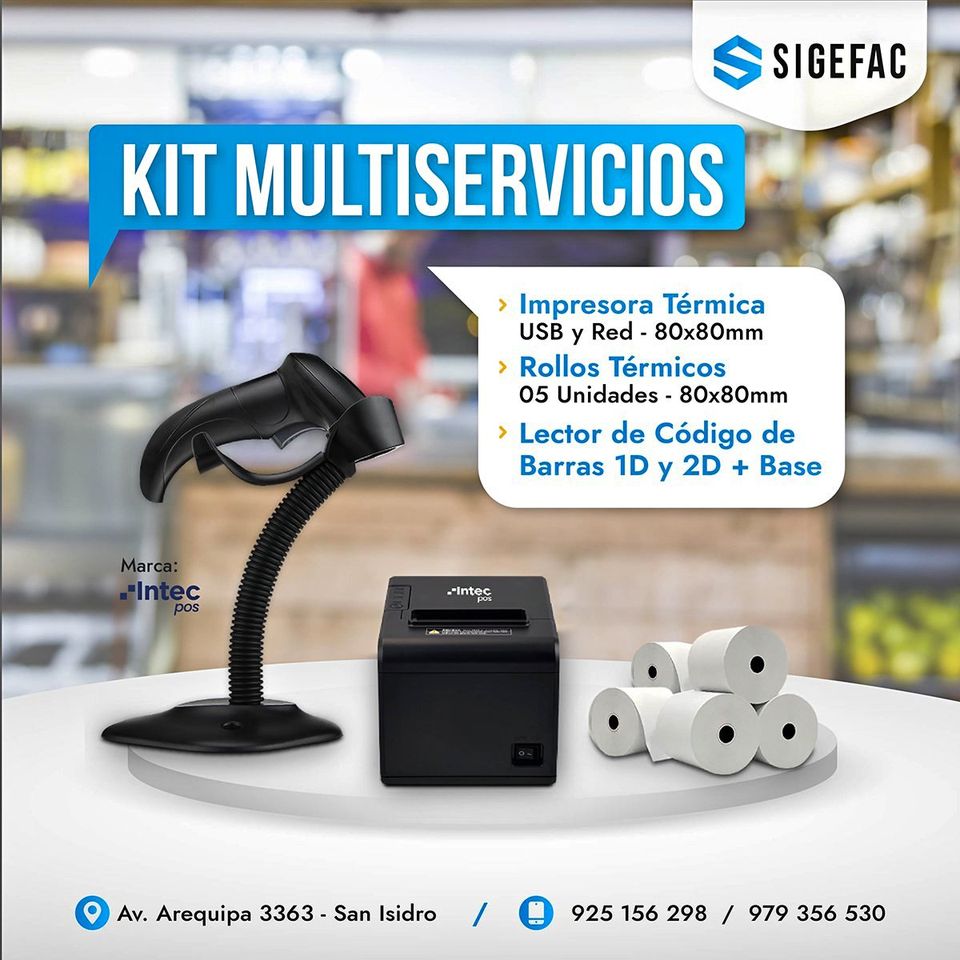 SIGEFAC
KIT MULTISERVICIOS
Impresora Térmica
USB y Red - 80x80mm
Rollos Térmicos
05 Unidades - 80x80mm
Lector de Código de
Barras 1D y 2D + Base
Marca:
Intec
pos
Intec
pos
Av. Arequipa 3363 - San Isidro / 925 156 298 / 979 356 530